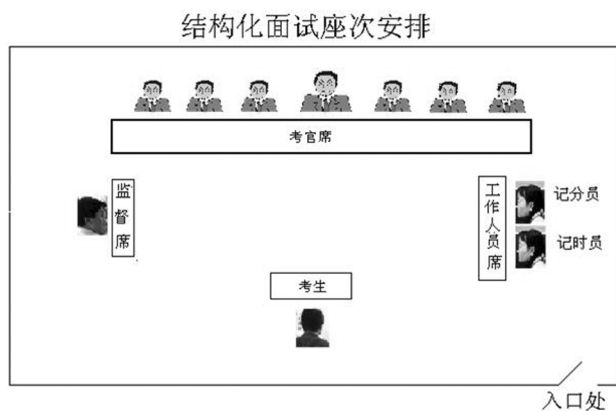 结构化面试座次安排
考官席
监督席
工作人员席
记分员
记时员
考生
入口处